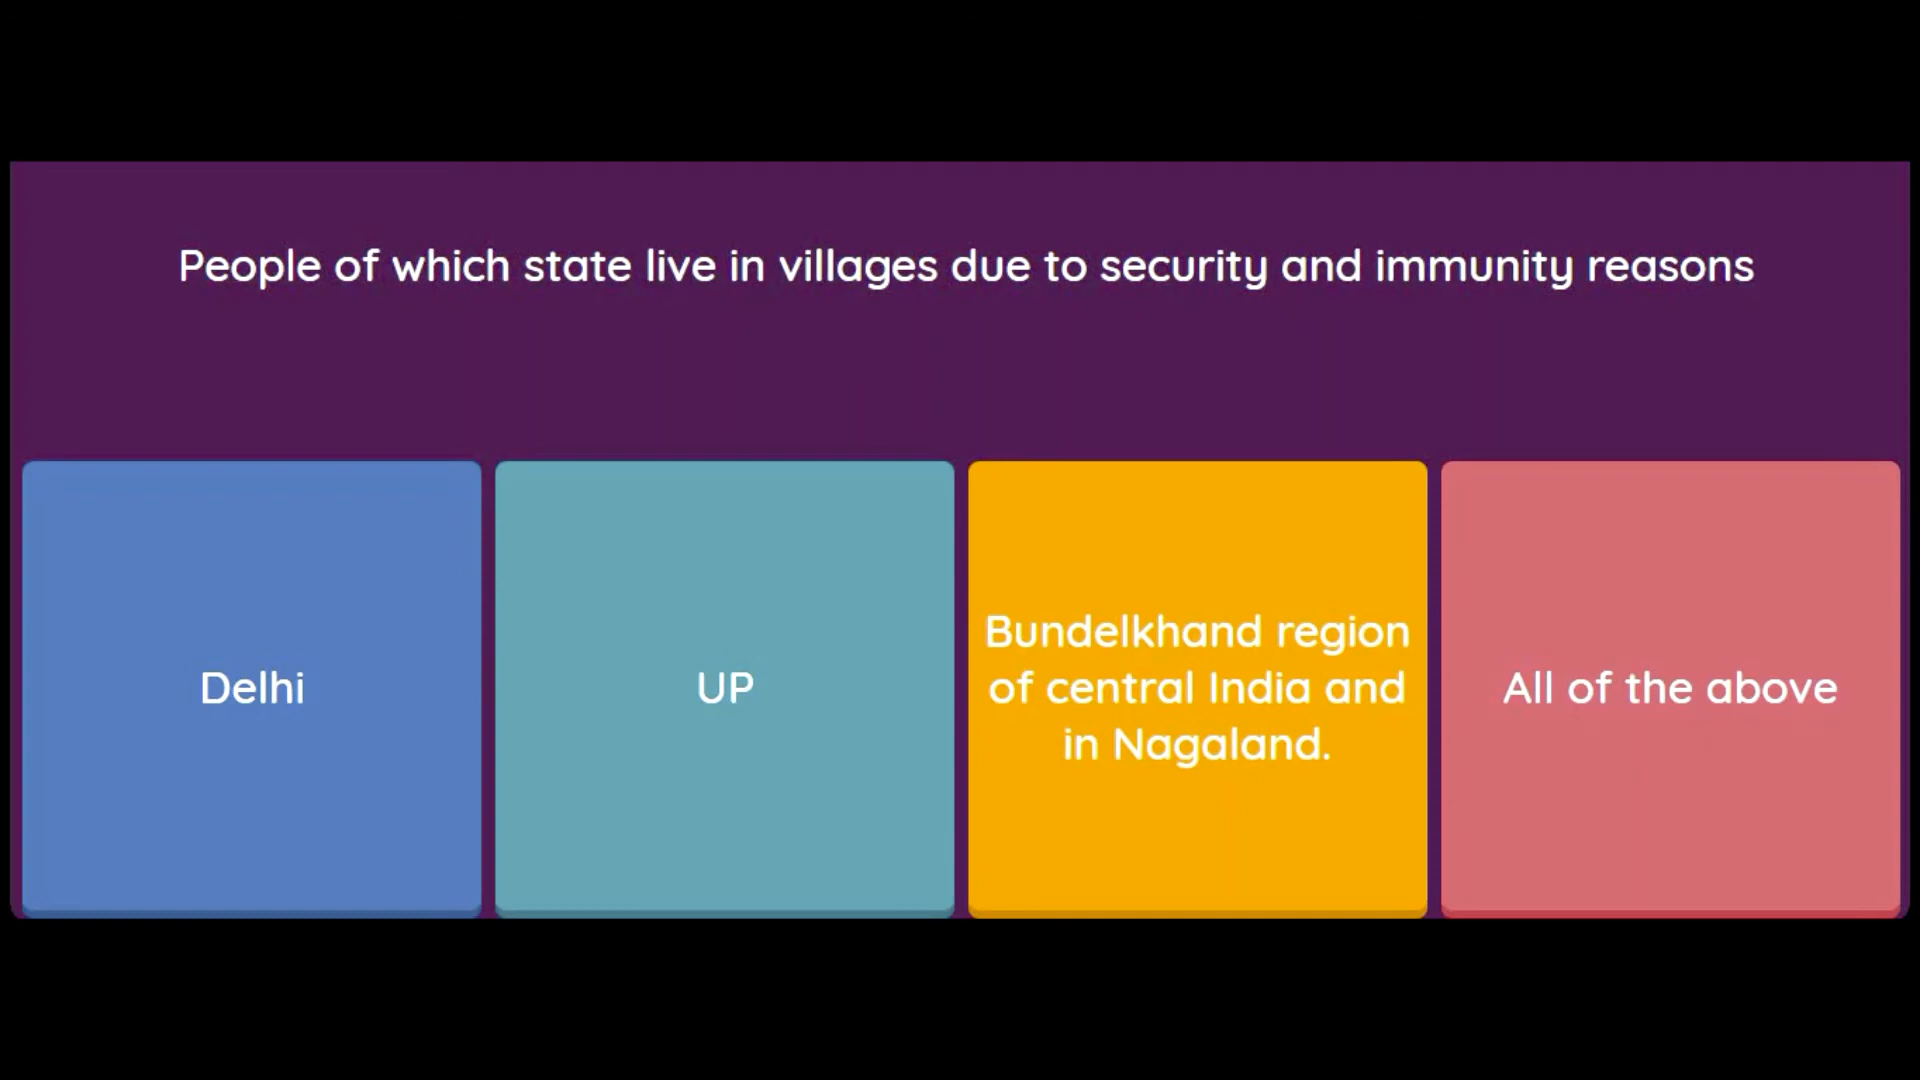 People of which state live in villages due to security and immunity reasons
Delhi
UP
Bundelkhand region
of central India and
in Nagaland.
All of the above